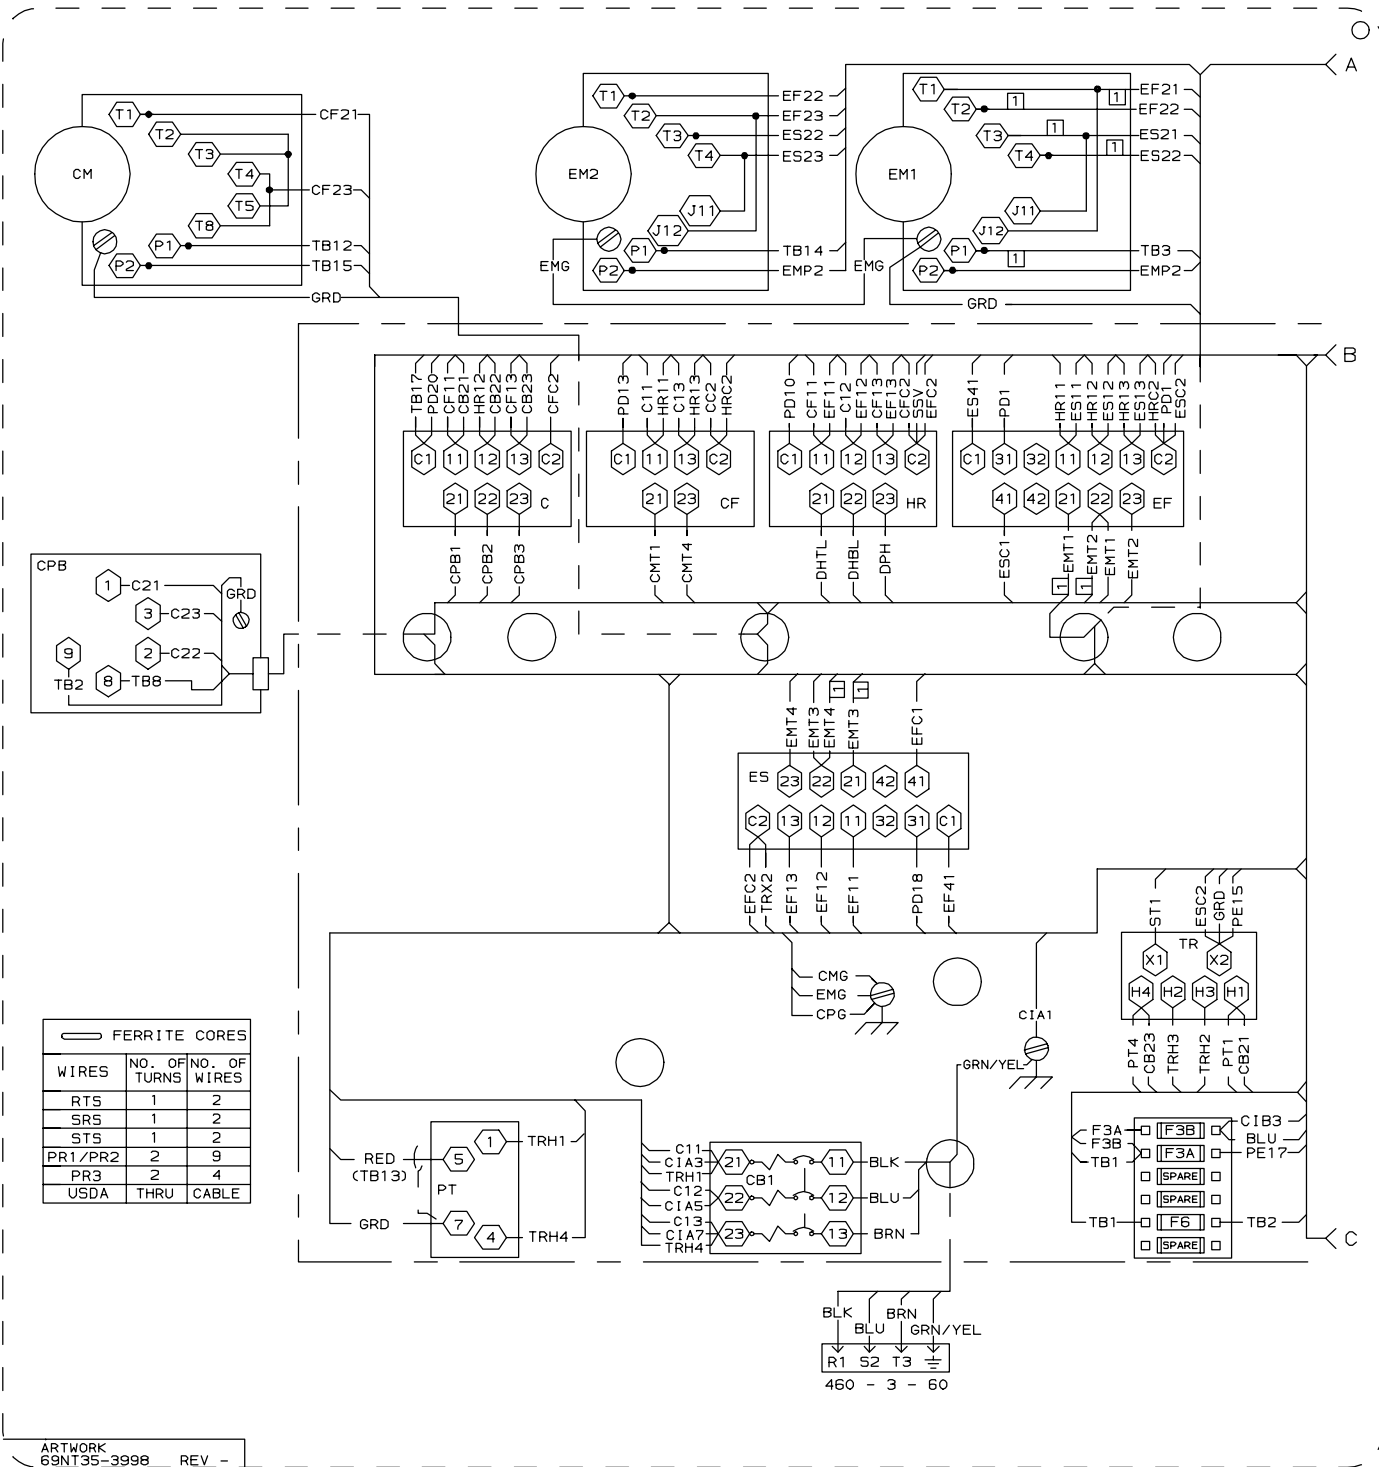 A
CM
T1
T2
T3
T4
T5
T8
P1
P2
CF21
CF23
TB12
TB15
GRD
EM2
T1
T2
T3
T4
J11
J12
P1
P2
EF22
EF23
ES22
ES23
TB14
EMP2
EMG
EM1
T1
T2
T3
T4
J11
J12
P1
P2
1
1
1
1
1
EF21
EF22
ES21
ES22
TB3
EMP2
EMG
GRD
B
TB17 PD20 CF11 CB21 HR12 CB22 CF13 CB23 CFC2
C1 11 12 13 C2
21 22 23 C
CPB1 CPB2 CPB3
PD13 C11 HR11 C13 HR13 CC2 HRC2
C1 11 13 C2
21 23 CF
CMT1 CMT4
PD10 CF11 EF11 C12 EF12 CF13 EF13 CFC2 SSV EFC2
C1 11 12 13 C2
21 22 23 HR
DHTL DHBL DPH
ES41 PD1 HR11 ES11 HR12 ES12 HR13 ES13 HRC2 PD1 ESC2
C1 31 32 11 12 13 C2
41 42 21 22 23 EF
ESC1 EMT1 EMT2 EMT1 EMT2
1 1
CPB
1 C21
GRD
3 C23
2 C22
9
TB2
8 TB8
EMT4 EMT3 EMT4 1 EMT3 1 EFC1
ES 23 22 21 42 41
C2 13 12 11 32 31 C1
EFC2 TRX2 EF13 EF12 EF11 PD18 EF41
ST1 ESC2 GRD PE15
TR
X1 X2
H4 H2 H3 H1
PT4 CB23 TRH3 TRH2 PT1 CB21
CMG
EMG
CPG
CIA1
GRN/YEL
FERRITE CORES
WIRES NO. OF TURNS NO. OF WIRES
RTS 1 2
SRS 1 2
STS 1 2
PR1/PR2 2 9
PR3 2 4
USDA THRU CABLE
RED
(TB13)
GRD
5
1
PT
7
4
TRH1
TRH4
C11
CIA3
TRH1
C12
CIA5
C13
CIA7
TRH4
21 11 BLK
CB1
22 12 BLU
23 13 BRN
F3A F3B CIB3
F3B BLU
TB1 F3A PE17
SPARE
SPARE
TB1 F6 TB2
SPARE
C
BLK BLU BRN GRN/YEL
R1 S2 T3
460 - 3 - 60
ARTWORK
69NT35-3998 REV -